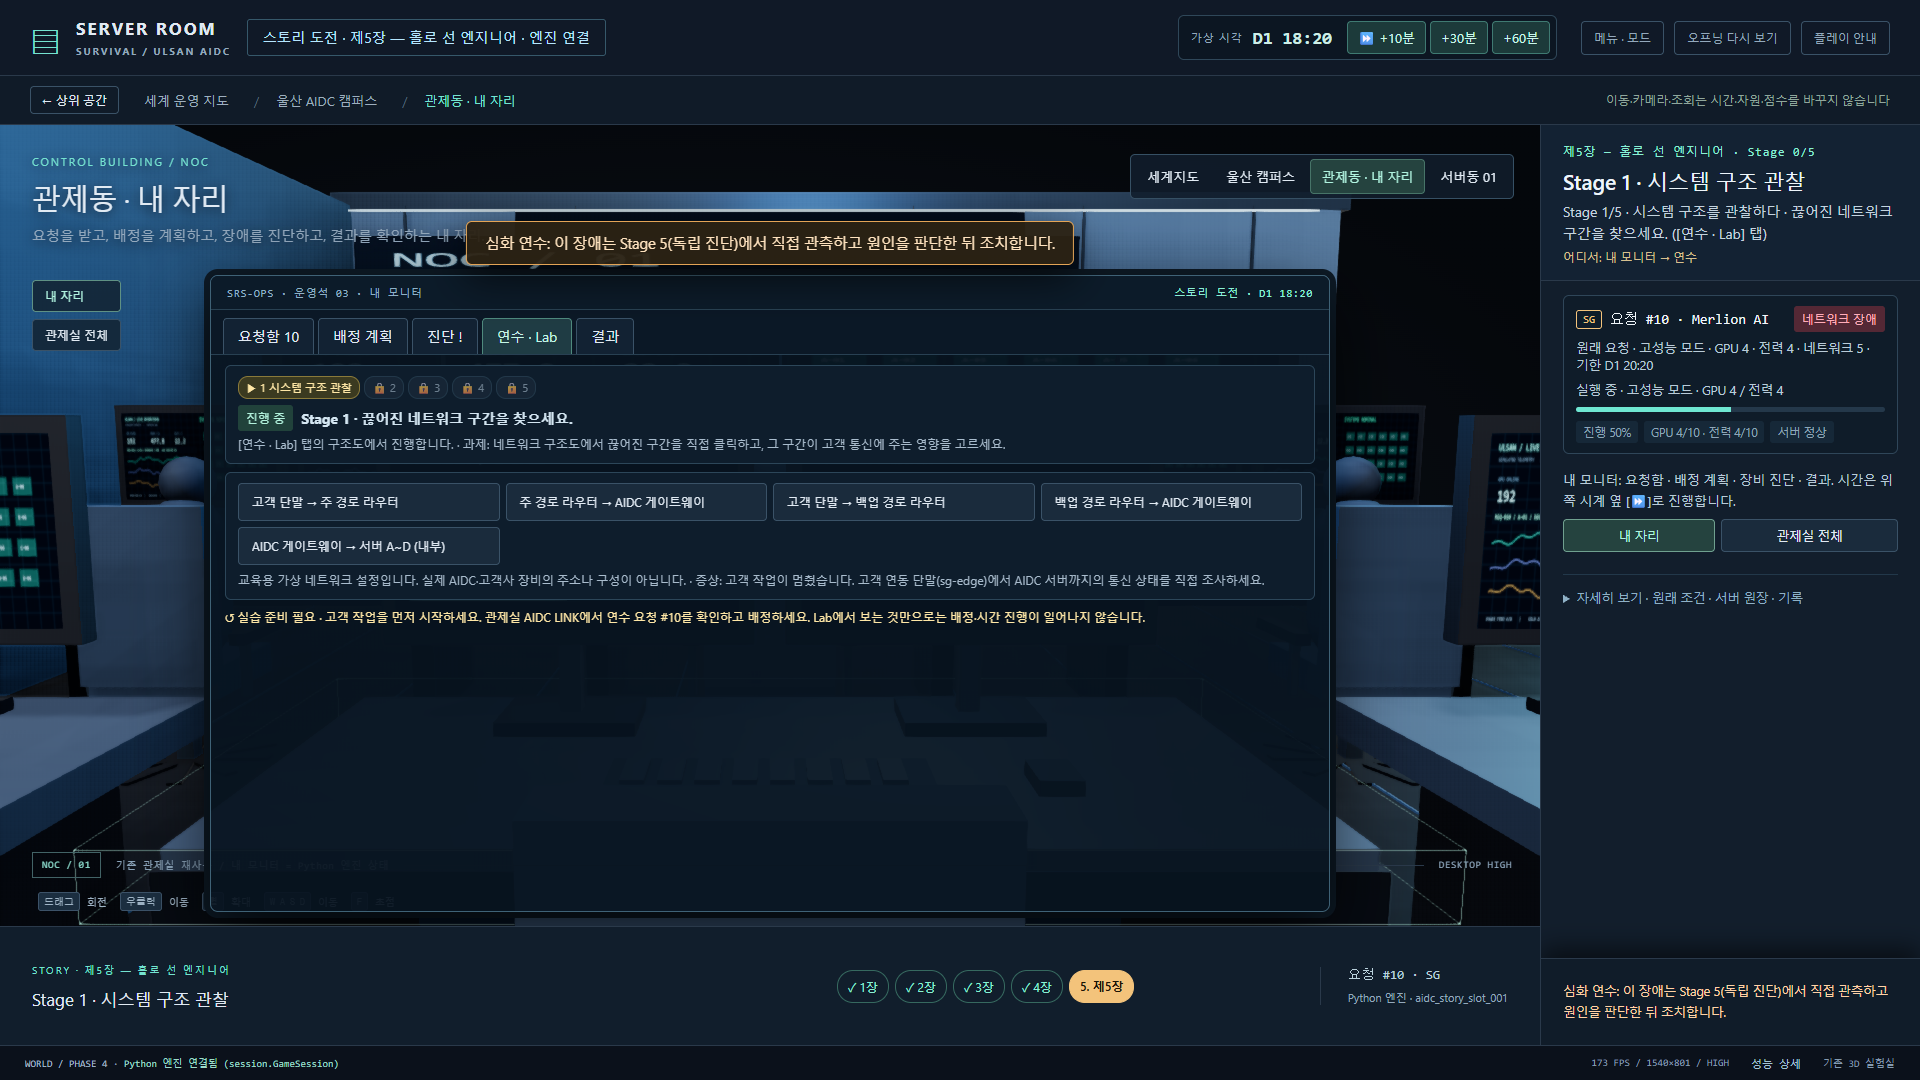 SERVER ROOM
SURVIVAL / ULSAN AIDC
스토리 도전 · 제5장 — 홀로 선 엔지니어 · 엔진 연결
가상 시각 D1 18:20 ⏩ +10분 +30분 +60분
메뉴 · 모드
오프닝 다시 보기
플레이 안내
← 상위 공간
세계 운영 지도 / 울산 AIDC 캠퍼스 / 관제동 · 내 자리
이동·카메라·조회는 시간·자원·점수를 바꾸지 않습니다
CONTROL BUILDING / NOC
관제동 · 내 자리
요청을 받고, 배정을 계획하고, 장애를 진단하고, 결과를 확인하는 내 자
세계지도 울산 캠퍼스 관제동 · 내 자리 서버동 01
심화 연수: 이 장애는 Stage 5(독립 진단)에서 직접 관측하고 원인을 판단한 뒤 조치합니다.
내 자리
관제실 전체
SRS-OPS · 운영석 03 · 내 모니터
스토리 도전 · D1 18:20
요청함 10 배정 계획 진단 ! 연수 · Lab 결과
▶ 1 시스템 구조 관찰 🔒 2 🔒 3 🔒 4 🔒 5
진행 중 Stage 1 · 끊어진 네트워크 구간을 찾으세요.
[연수 · Lab] 탭의 구조도에서 진행합니다. · 과제: 네트워크 구조도에서 끊어진 구간을 직접 클릭하고, 그 구간이 고객 통신에 주는 영향을 고르세요.
고객 단말 → 주 경로 라우터
주 경로 라우터 → AIDC 게이트웨이
고객 단말 → 백업 경로 라우터
백업 경로 라우터 → AIDC 게이트웨이
AIDC 게이트웨이 → 서버 A~D (내부)
교육용 가상 네트워크 설정입니다. 실제 AIDC·고객사 장비의 주소나 구성이 아닙니다. · 증상: 고객 작업이 멈췄습니다. 고객 연동 단말(sg-edge)에서 AIDC 서버까지의 통신 상태를 직접 조사하세요.
↺ 실습 준비 필요 · 고객 작업을 먼저 시작하세요. 관제실 AIDC LINK에서 연수 요청 #10를 확인하고 배정하세요. Lab에서 보는 것만으로는 배정·시간 진행이 일어나지 않습니다.
NOC / 01
기존 관제실 재사
드래그 회전 우클릭 이동
DESKTOP HIGH
제5장 — 홀로 선 엔지니어 · Stage 0/5
Stage 1 · 시스템 구조 관찰
Stage 1/5 · 시스템 구조를 관찰하다 · 끊어진 네트워크
구간을 찾으세요. ([연수 · Lab] 탭)
어디서: 내 모니터 → 연수
SG 요청 #10 · Merlion AI 네트워크 장애
원래 요청 · 고성능 모드 · GPU 4 · 전력 4 · 네트워크 5 ·
기한 D1 20:20
실행 중 · 고성능 모드 · GPU 4 / 전력 4
진행 50% GPU 4/10 · 전력 4/10 서버 정상
내 모니터: 요청함 · 배정 계획 · 장비 진단 · 결과. 시간은 위
쪽 시계 옆 [⏩]로 진행합니다.
내 자리 관제실 전체
▶ 자세히 보기 · 원래 조건 · 서버 원장 · 기록
심화 연수: 이 장애는 Stage 5(독립 진단)에서 직접 관측하고
원인을 판단한 뒤 조치합니다.
STORY · 제5장 — 홀로 선 엔지니어
Stage 1 · 시스템 구조 관찰
✓ 1장 ✓ 2장 ✓ 3장 ✓ 4장 5. 제5장
요청 #10 · SG
Python 엔진 · aidc_story_slot_001
WORLD / PHASE 4 · Python 엔진 연결됨 (session.GameSession)
173 FPS / 1540×801 / HIGH
성능 상세
기존 3D 실험실